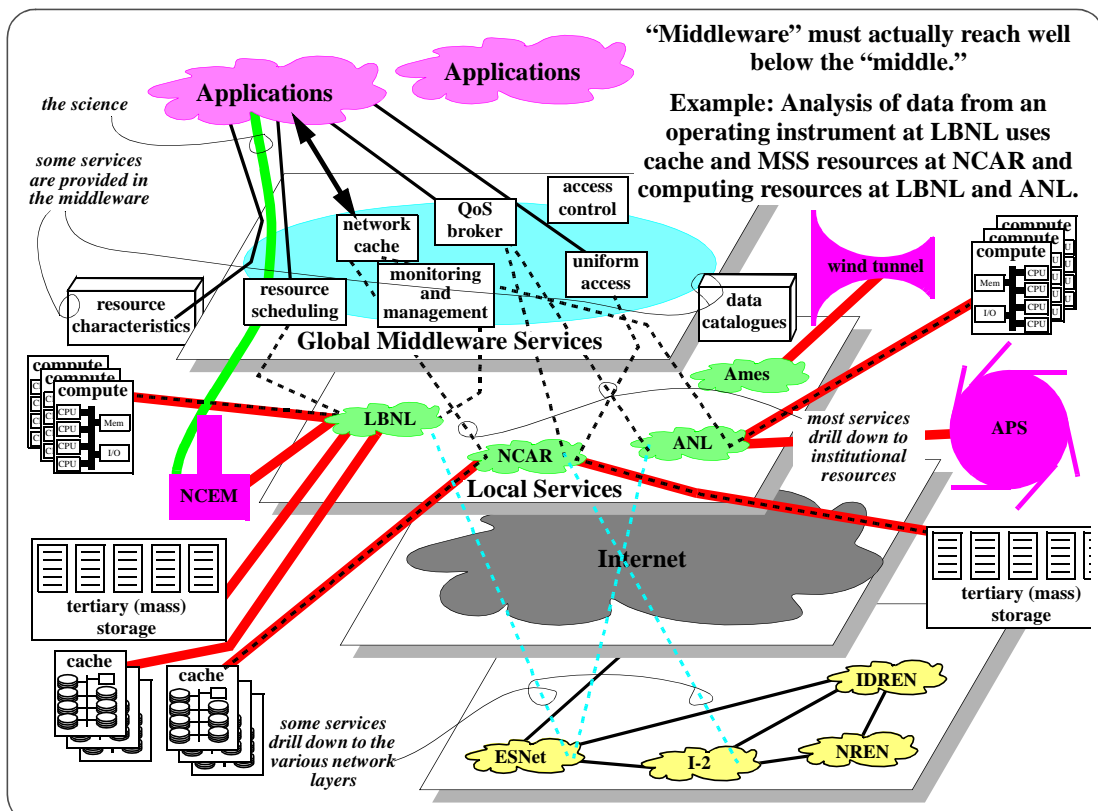 “Middleware” must actually reach well
below the “middle.”
Example: Analysis of data from an
operating instrument at LBNL uses
cache and MSS resources at NCAR and
computing resources at LBNL and ANL.
Applications
Applications
the science
some services
are provided in
the middleware
access
control
QoS
broker
network
cache
uniform
access
monitoring
and
management
resource
scheduling
resource
characteristics
data
catalogues
Global Middleware Services
wind tunnel
compute
compute
compute
Mem
I/O
CPU
CPU
CPU
CPU
U
U
U
U
compute
compute
compute
CPU
CPU
CPU
CPU
Mem
I/O
C
C
C
C
C
C
C
C
Ames
LBNL
NCAR
ANL
Local Services
most services
drill down to
institutional
resources
APS
NCEM
Internet
tertiary (mass)
storage
tertiary (mass)
storage
cache
cache
some services
drill down to the
various network
layers
IDREN
ESNet
I-2
NREN